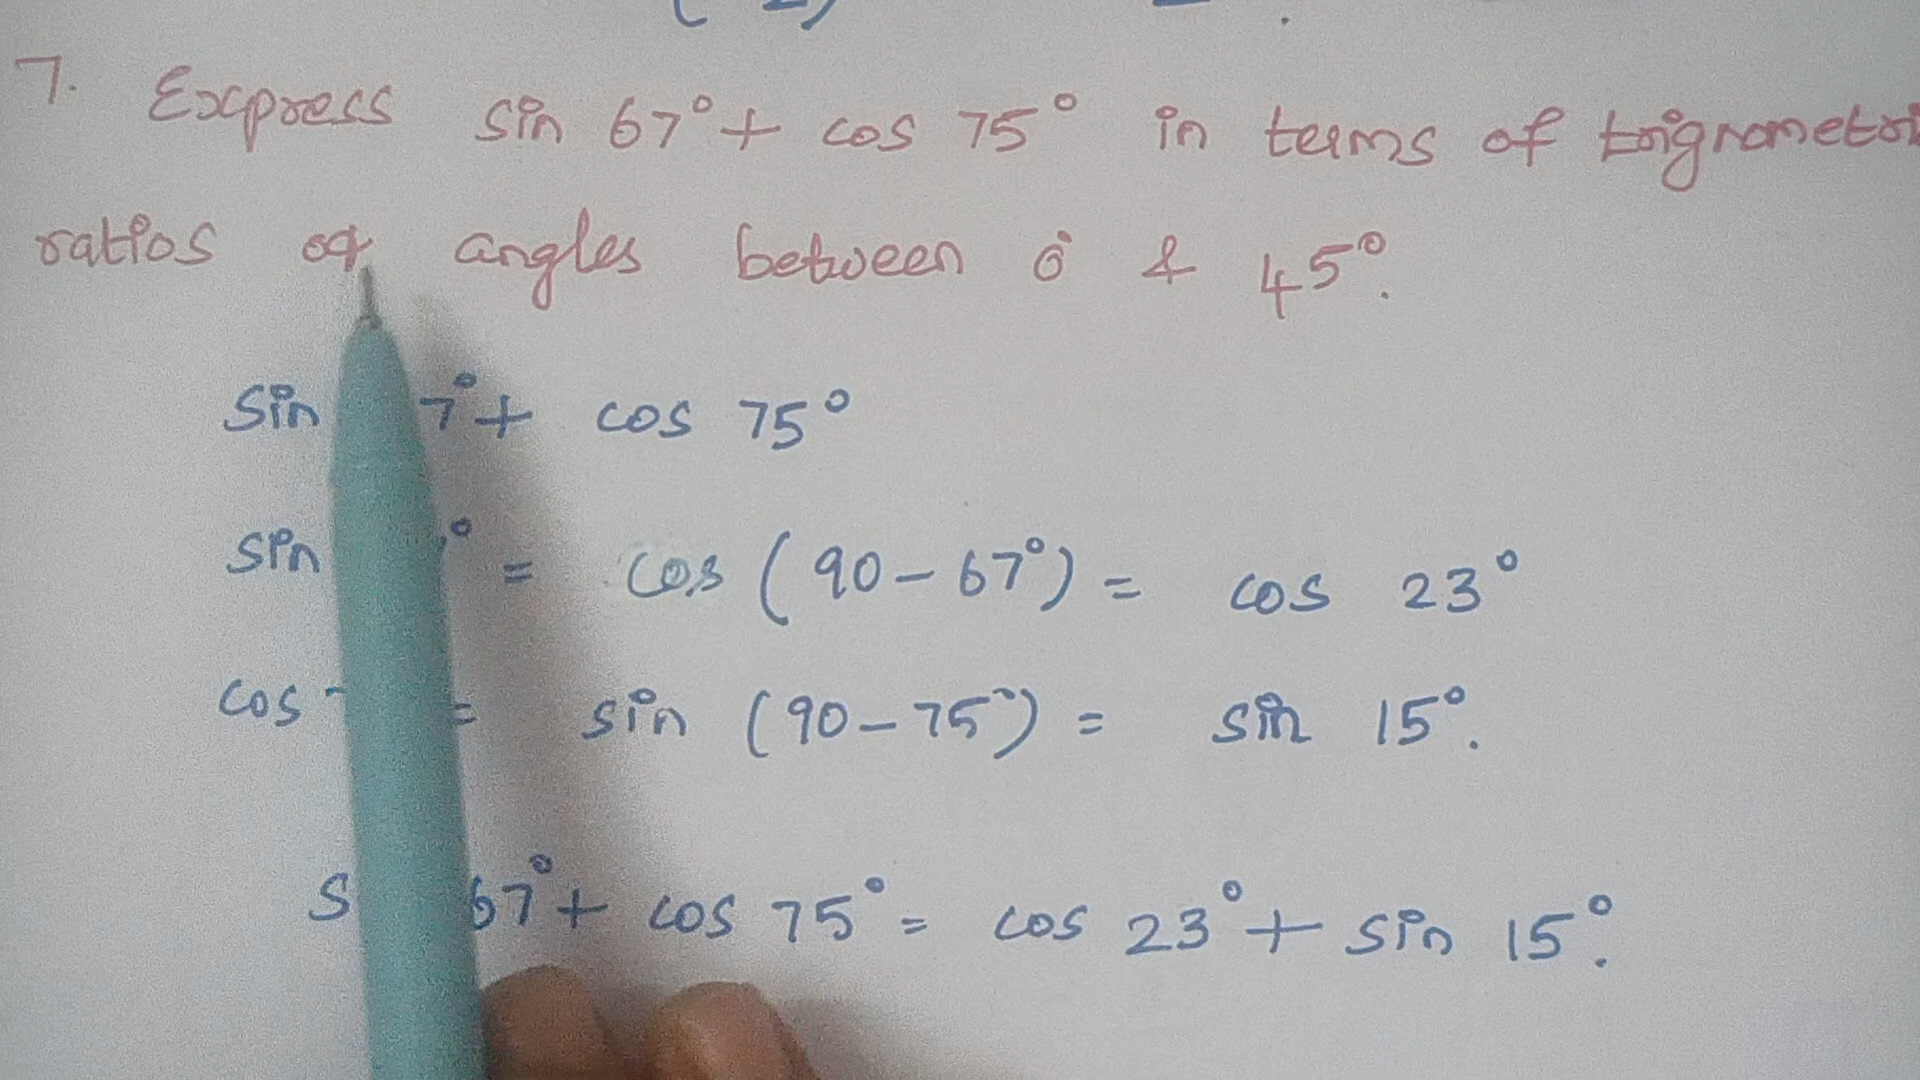 7. Express sin 67° + cos 75° in terms of
ratios of angles between 0° & 45°.
sin 7° + cos 75°
sin ° = cos (90 - 67°) = cos 23°
cos = sin (90 - 75°) = sin 15°.
S 67° + cos 75° = cos 23° + sin 15°.